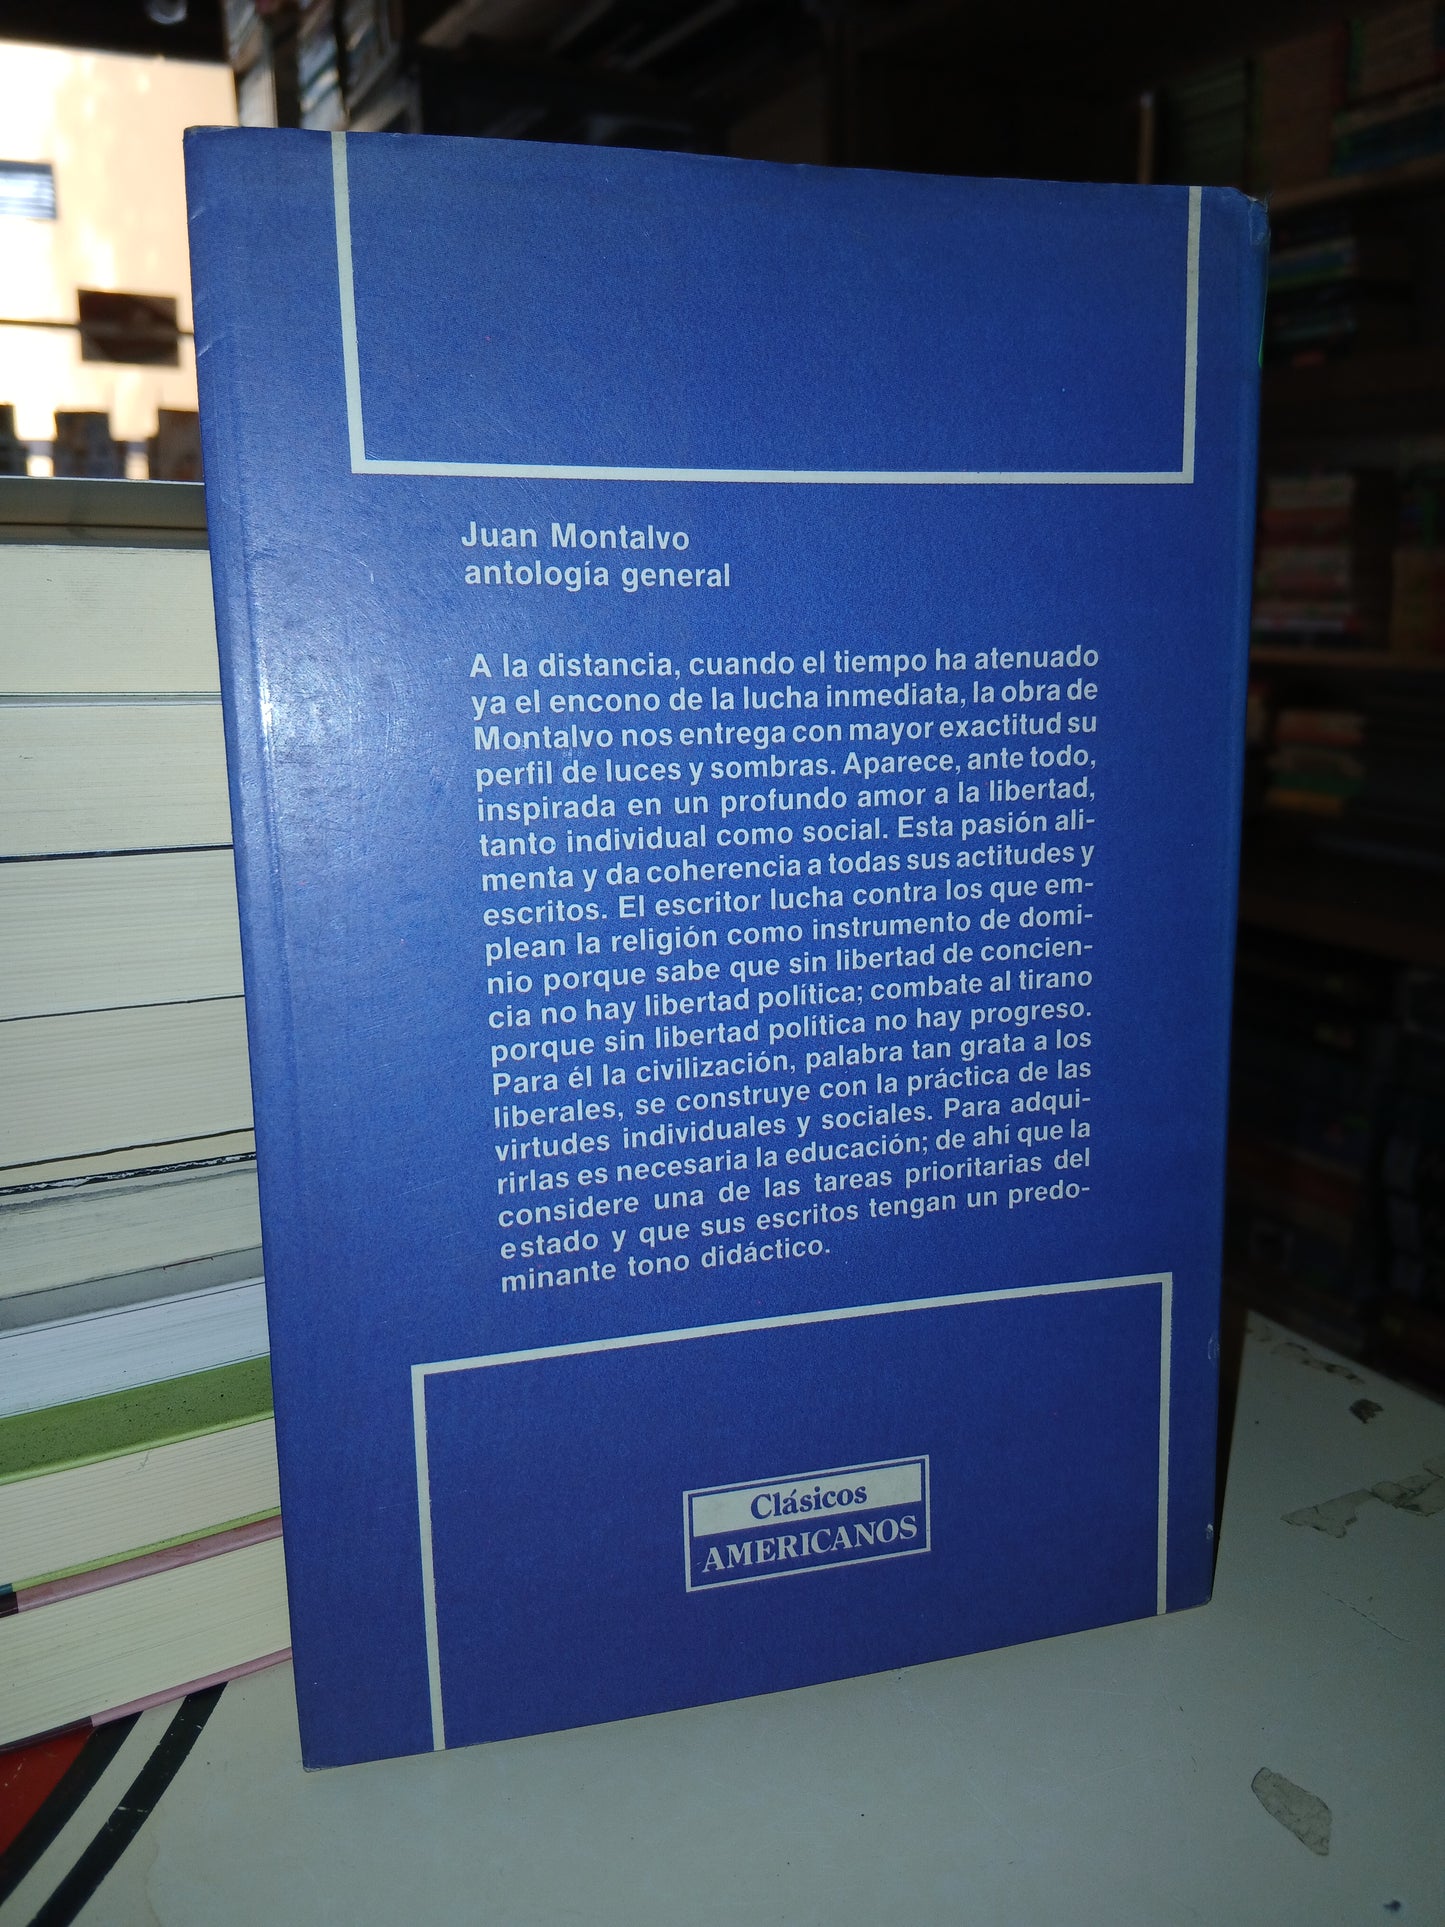 Juan Montalvo
antología general
A la distancia, cuando el tiempo ha atenuado
ya el encono de la lucha inmediata, la obra de
Montalvo nos entrega con mayor exactitud su
perfil de luces y sombras. Aparece, ante todo,
inspirada en un profundo amor a la libertad,
tanto individual como social. Esta pasión ali-
menta y da coherencia a todas sus actitudes y
escritos. El escritor lucha contra los que em-
plean la religión como instrumento de domi-
nio porque sabe que sin libertad de concien-
cia no hay libertad política; combate al tirano
porque sin libertad política no hay progreso.
Para él la civilización, palabra tan grata a los
liberales, se construye con la práctica de las
virtudes individuales y sociales. Para adqui-
rirlas es necesaria la educación; de ahí que la
considere una de las tareas prioritarias del
estado y que sus escritos tengan un predo-
minante tono didáctico.
Clásicos
AMERICANOS